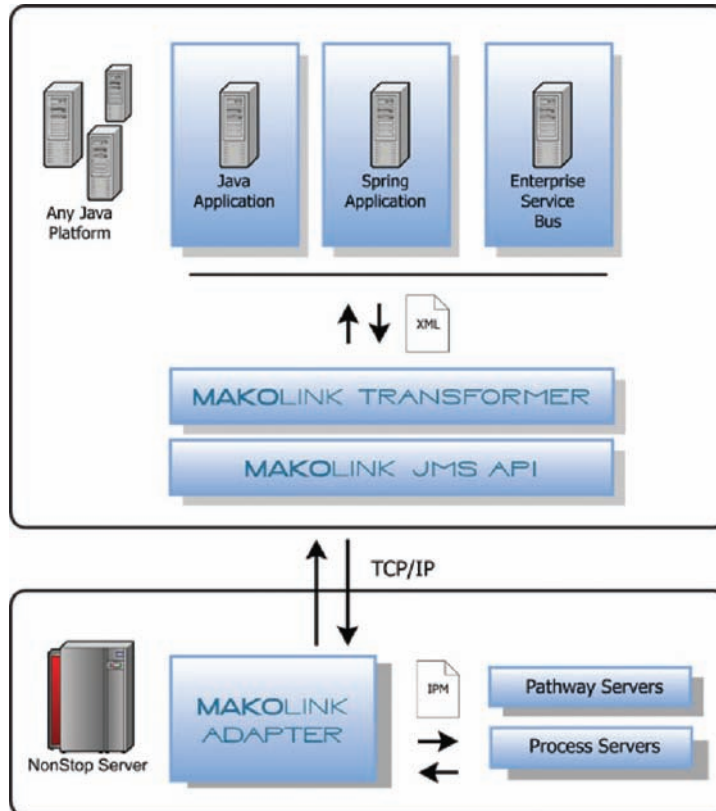 Any Java
Platform
Java
Application
Spring
Application
Enterprise
Service
Bus
XML
MAKOLINK TRANSFORMER
MAKOLINK JMS API
TCP/IP
NonStop Server
MAKOLINK
ADAPTER
IPM
Pathway Servers
Process Servers